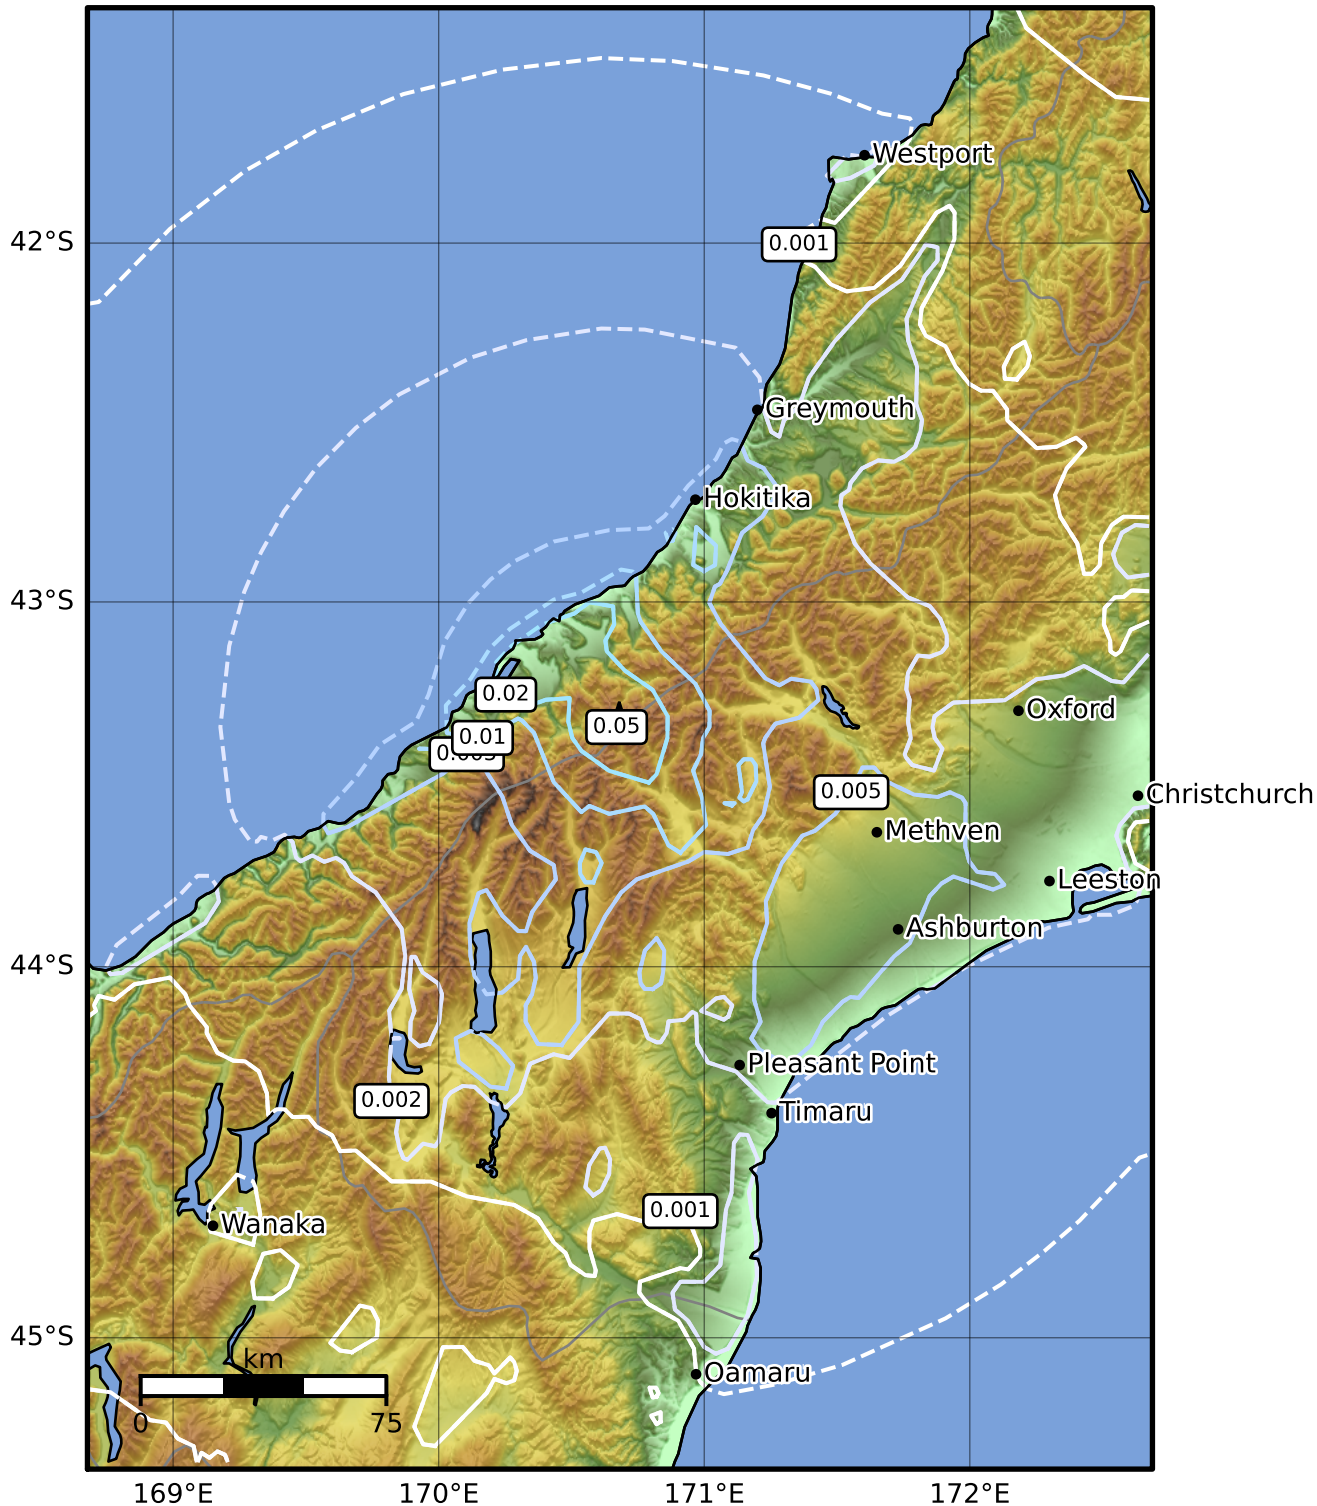 Westport
42°S
0.001
Greymouth
Hokitika
43°S
0.02
Oxford
0.05
0.01
0.005
Christchurch
Methven
Leeston
Ashburton
44°S
Pleasant Point
0.002
Timaru
0.001
Wanaka
45°S
km
Oamaru
0
75
169°E
170°E
171°E
172°E